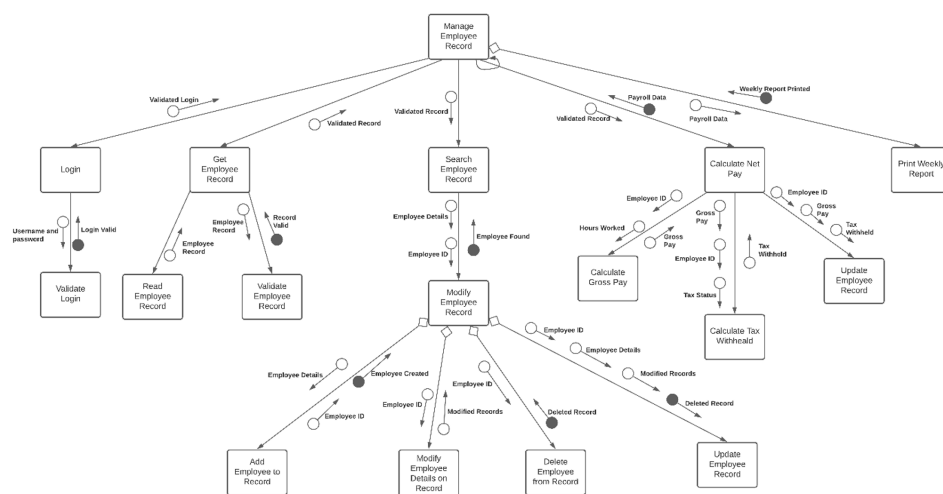 Manage
Employee
Record
Validated Login
Validated Record
Validated Record
Validated Record
Payroll Data
Payroll Data
Weekly Report Printed
Login
Get
Employee
Record
Search
Employee
Record
Calculate Net
Pay
Print Weekly
Report
Username and
password
Login Valid
Employee
Record
Employee
Record
Record
Valid
Employee Details
Employee ID
Employee Found
Employee ID
Hours Worked
Gross
Pay
Gross
Pay
Employee ID
Tax Status
Tax
Withheld
Employee ID
Gross
Pay
Tax
Withheld
Validate
Login
Read
Employee
Record
Validate
Employee
Record
Modify
Employee
Record
Calculate
Gross Pay
Calculate Tax
Withheald
Update
Employee
Record
Employee Details
Employee Created
Employee ID
Employee ID
Modified Records
Employee ID
Deleted Record
Employee ID
Employee Details
Modified Records
Deleted Record
Add
Employee to
Record
Modify
Employee
Details on
Record
Delete
Employee
from Record
Update
Employee
Record